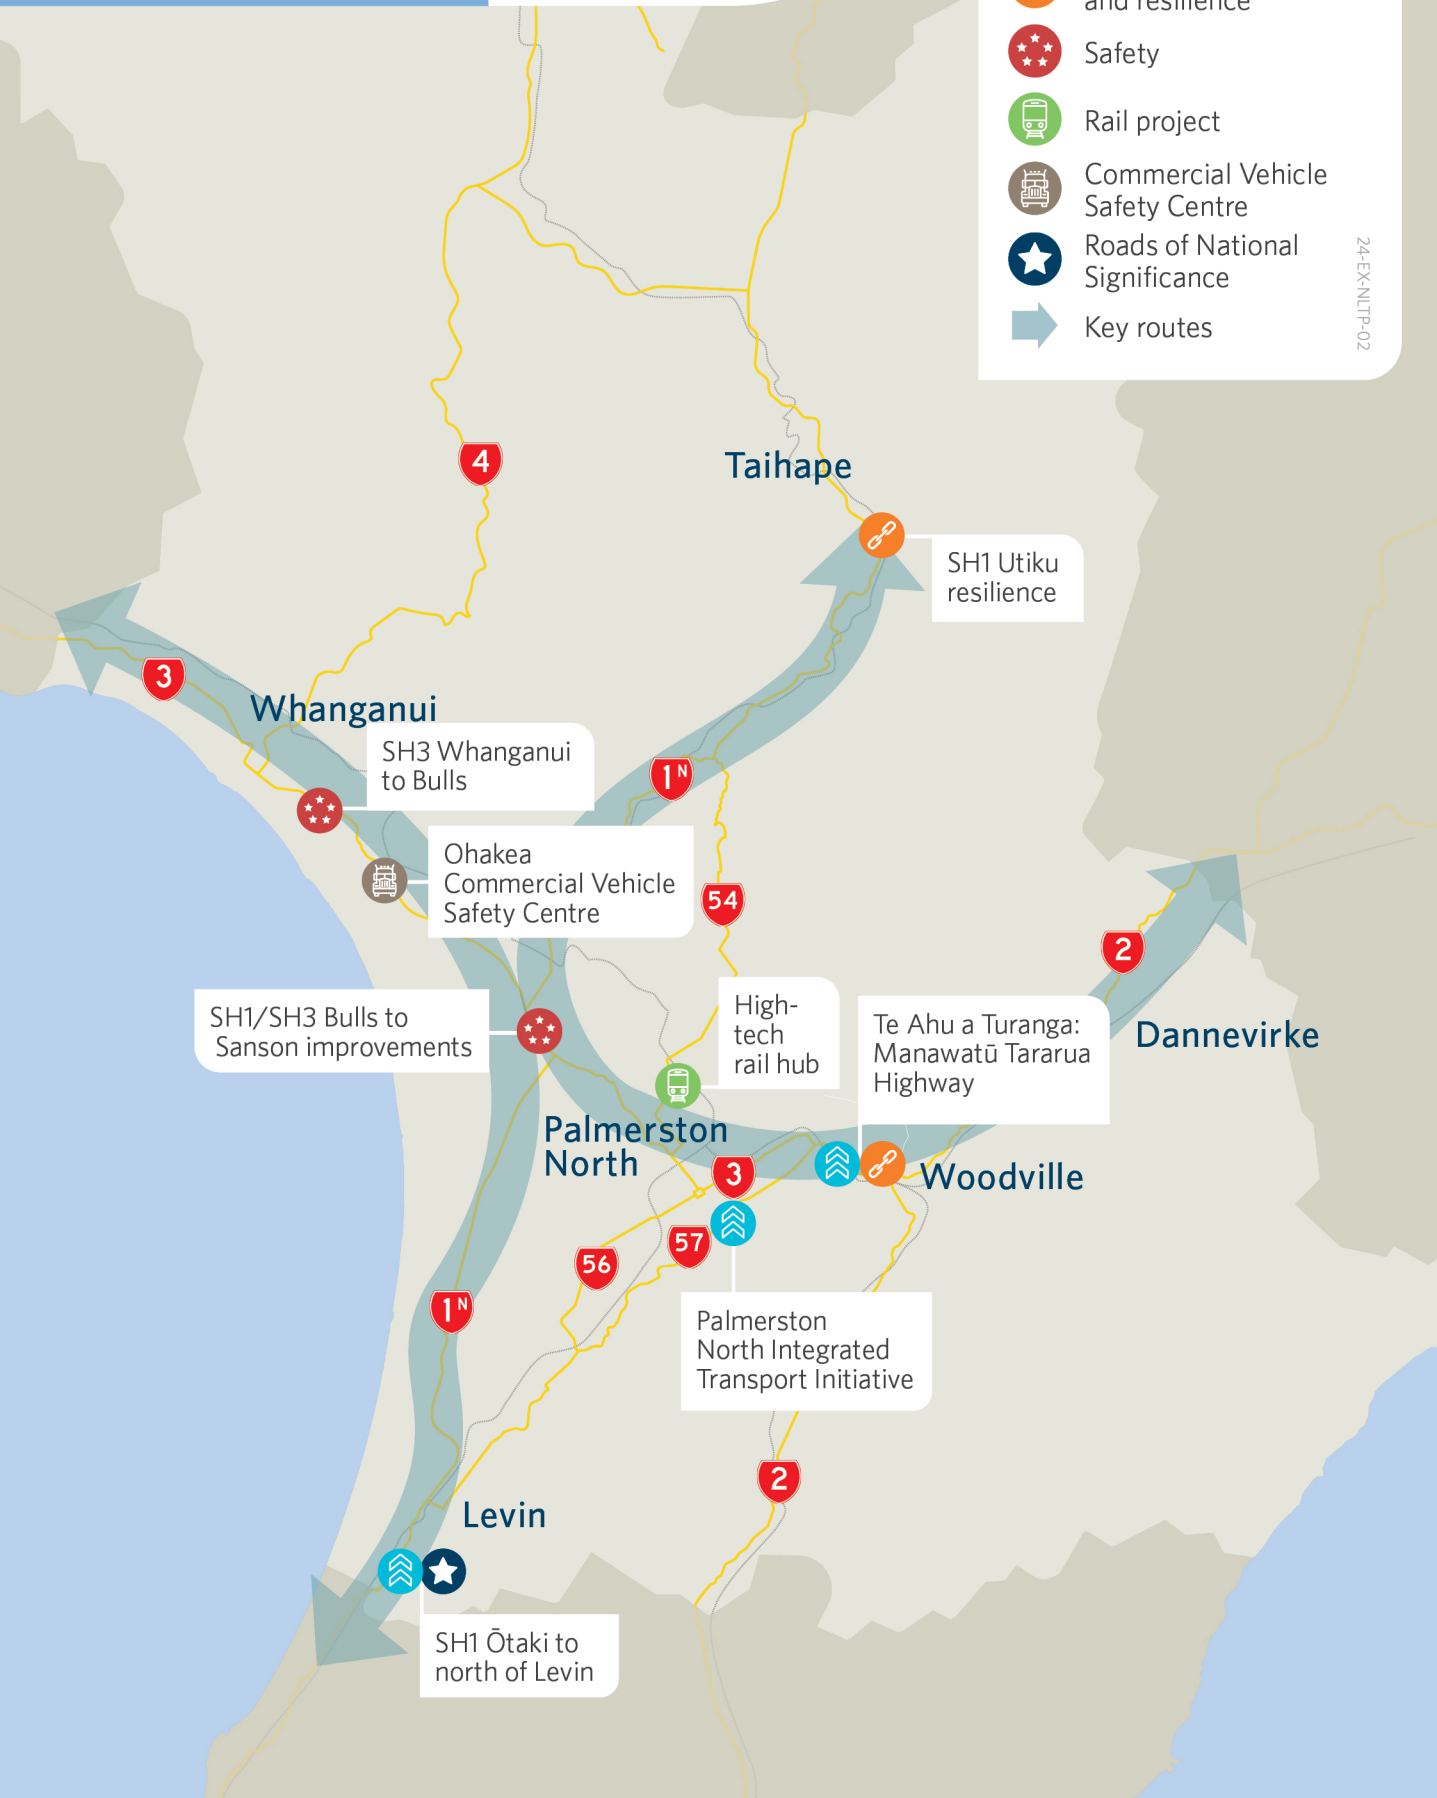 and resilience
Safety
Rail project
Commercial Vehicle
Safety Centre
Roads of National
Significance
Key routes
24-EX-NLTP-02
4
Taihape
SH1 Utiku
resilience
3
Whanganui
SH3 Whanganui
to Bulls
1N
Ohakea
Commercial Vehicle
Safety Centre
54
2
SH1/SH3 Bulls to
Sanson improvements
High-
tech
rail hub
Te Ahu a Turanga:
Manawatū Tararua
Highway
Dannevirke
Palmerston
North
3
Woodville
57
56
1N
Palmerston
North Integrated
Transport Initiative
2
Levin
SH1 Ōtaki to
north of Levin